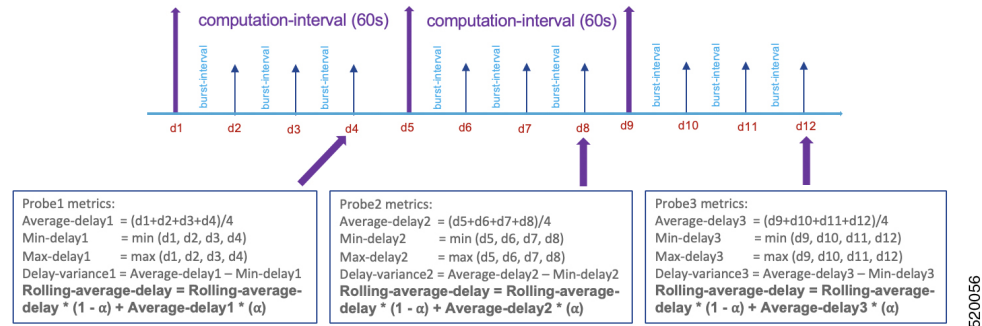 computation-interval (60s)
computation-interval (60s)
burst-interval
burst-interval
burst-interval
burst-interval
burst-interval
burst-interval
burst-interval
burst-interval
burst-interval
d1
d2
d3
d4
d5
d6
d7
d8
d9
d10
d11
d12
Probe1 metrics:
Average-delay1 = (d1+d2+d3+d4)/4
Min-delay1 = min (d1, d2, d3, d4)
Max-delay1 = max (d1, d2, d3, d4)
Delay-variance1 = Average-delay1 – Min-delay1
Rolling-average-delay = Rolling-average-
delay * (1 - α) + Average-delay1 * (α)
Probe2 metrics:
Average-delay2 = (d5+d6+d7+d8)/4
Min-delay2 = min (d5, d6, d7, d8)
Max-delay2 = max (d5, d6, d7, d8)
Delay-variance2 = Average-delay2 – Min-delay2
Rolling-average-delay = Rolling-average-
delay * (1 - α) + Average-delay2 * (α)
Probe3 metrics:
Average-delay3 = (d9+d10+d11+d12)/4
Min-delay3 = min (d9, d10, d11, d12)
Max-delay3 = max (d9, d10, d11, d12)
Delay-variance3 = Average-delay3 – Min-delay3
Rolling-average-delay = Rolling-average-
delay * (1 - α) + Average-delay3 * (α)
520056